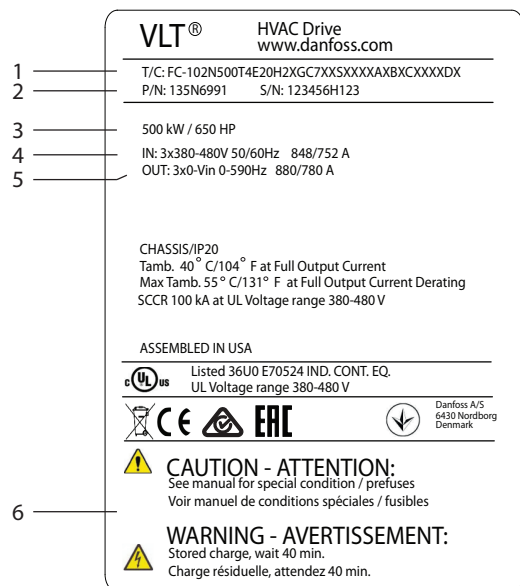 VLT® HVAC Drive
www.danfoss.com
1 T/C: FC-102N500T4E20H2XGC7XXSXXXXAXBXCXXXXDX
2 P/N: 135N6991 S/N: 123456H123
3 500 kW / 650 HP
4 IN: 3x380-480V 50/60Hz 848/752 A
5 OUT: 3x0-Vin 0-590Hz 880/780 A
CHASSIS/IP20
Tamb. 40° C/104° F at Full Output Current
Max Tamb. 55° C/131° F at Full Output Current Derating
SCCR 100 kA at UL Voltage range 380-480 V
ASSEMBLED IN USA
c UL us Listed 36U0 E70524 IND. CONT. EQ.
UL Voltage range 380-480 V
CE EAC
Danfoss A/S
6430 Nordborg
Denmark
CAUTION - ATTENTION:
See manual for special condition / prefuses
Voir manuel de conditions spéciales / fusibles
6
WARNING - AVERTISSEMENT:
Stored charge, wait 40 min.
Charge résiduelle, attendez 40 min.